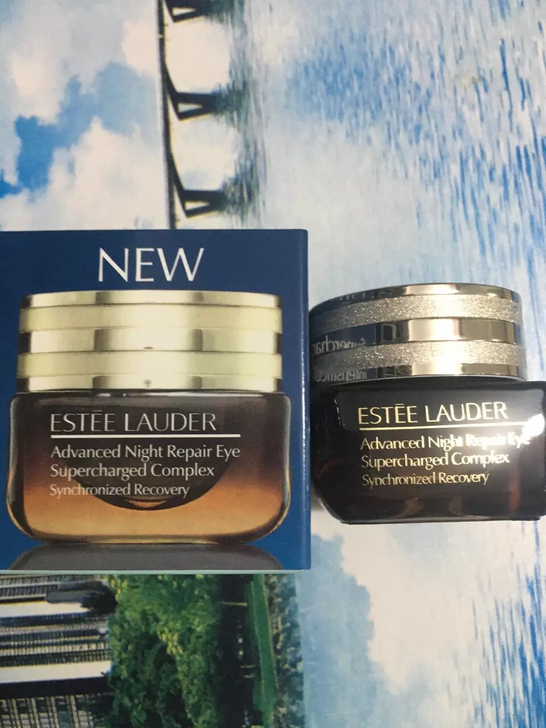 NEW
ESTĒE LAUDER
Advanced Night Repair Eye
Supercharged Complex
Synchronized Recovery
ESTĒE LAUDER
Advanced Night Repair Eye
Supercharged Complex
Synchronized Recovery